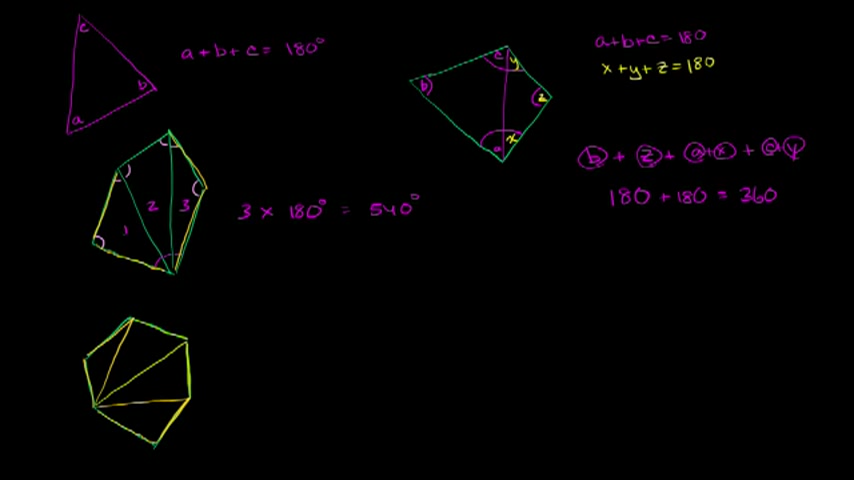 c
b
a
a + b + c = 180°
c y
b z
a x
a+b+c = 180
x + y + z = 180
b + z + a+x + c+y
180 + 180 = 360
1 2 3
3 × 180° = 540°